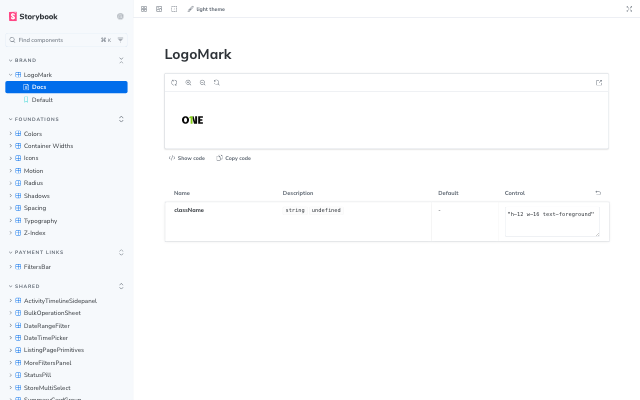 Storybook
Find components
⌘ K
BRAND
LogoMark
Docs
Default
FOUNDATIONS
Colors
Container Widths
Icons
Motion
Radius
Shadows
Spacing
Typography
Z-Index
PAYMENT LINKS
FiltersBar
SHARED
ActivityTimelineSidepanel
BulkOperationSheet
DateRangeFilter
DateTimePicker
ListingPagePrimitives
MoreFiltersPanel
StatusPill
StoreMultiSelect
light theme
LogoMark
ONE
Show code
Copy code
Name Description Default Control
className string undefined - "h-12 w-16 text-foreground"